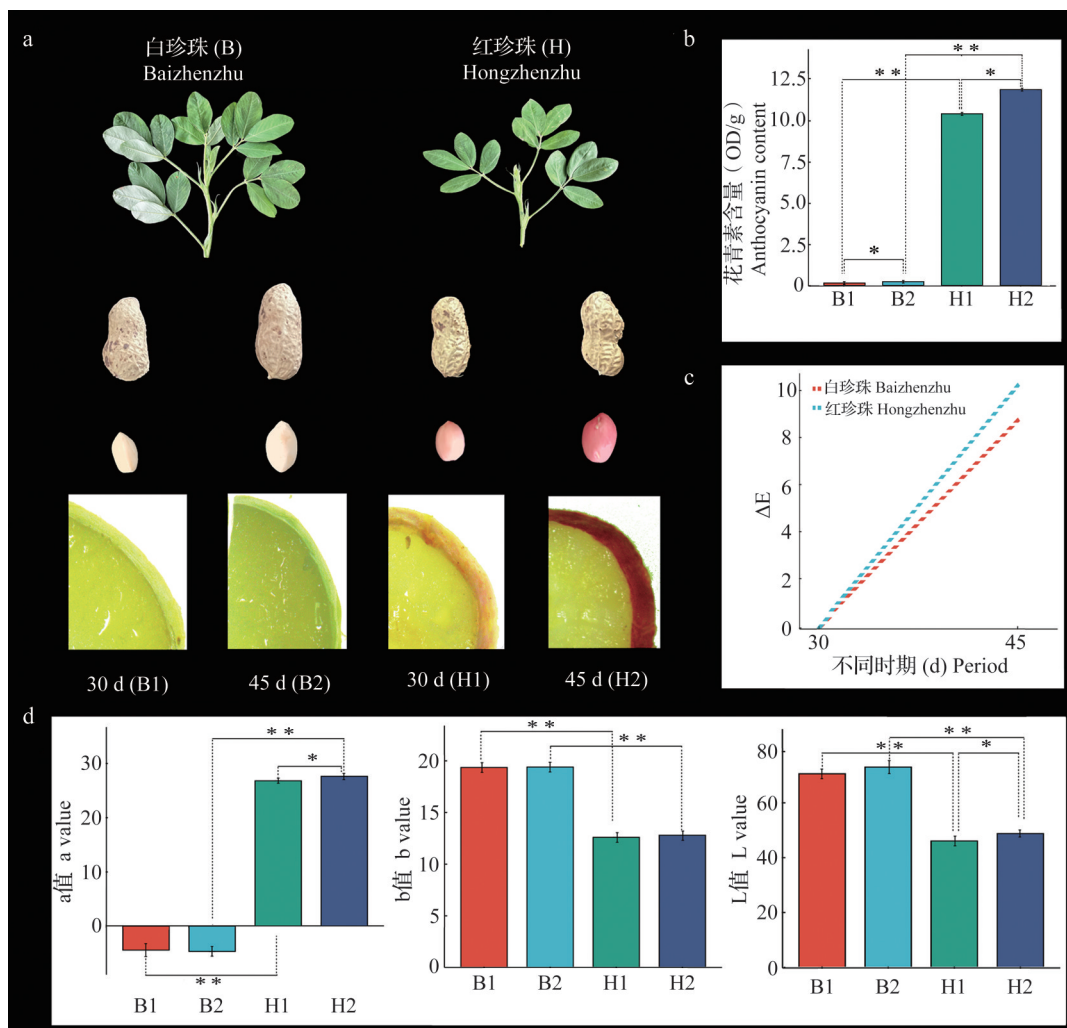 a
白珍珠 (B)
Baizhenzhu
红珍珠 (H)
Hongzhenzhu
30 d (B1)
45 d (B2)
30 d (H1)
45 d (H2)
b
花青素含量（OD/g）
Anthocyanin content
12.5
10.0
7.5
5.0
2.5
0
* *
* *
*
*
B1
B2
H1
H2
c
白珍珠 Baizhenzhu
红珍珠 Hongzhenzhu
ΔE
10
8
6
4
2
0
30
45
不同时期 (d) Period
d
a值 a value
30
20
10
0
* *
*
* *
B1
B2
H1
H2
b值 b value
20
15
10
5
0
* *
* *
B1
B2
H1
H2
L值 L value
80
60
40
20
0
* *
* *
*
B1
B2
H1
H2